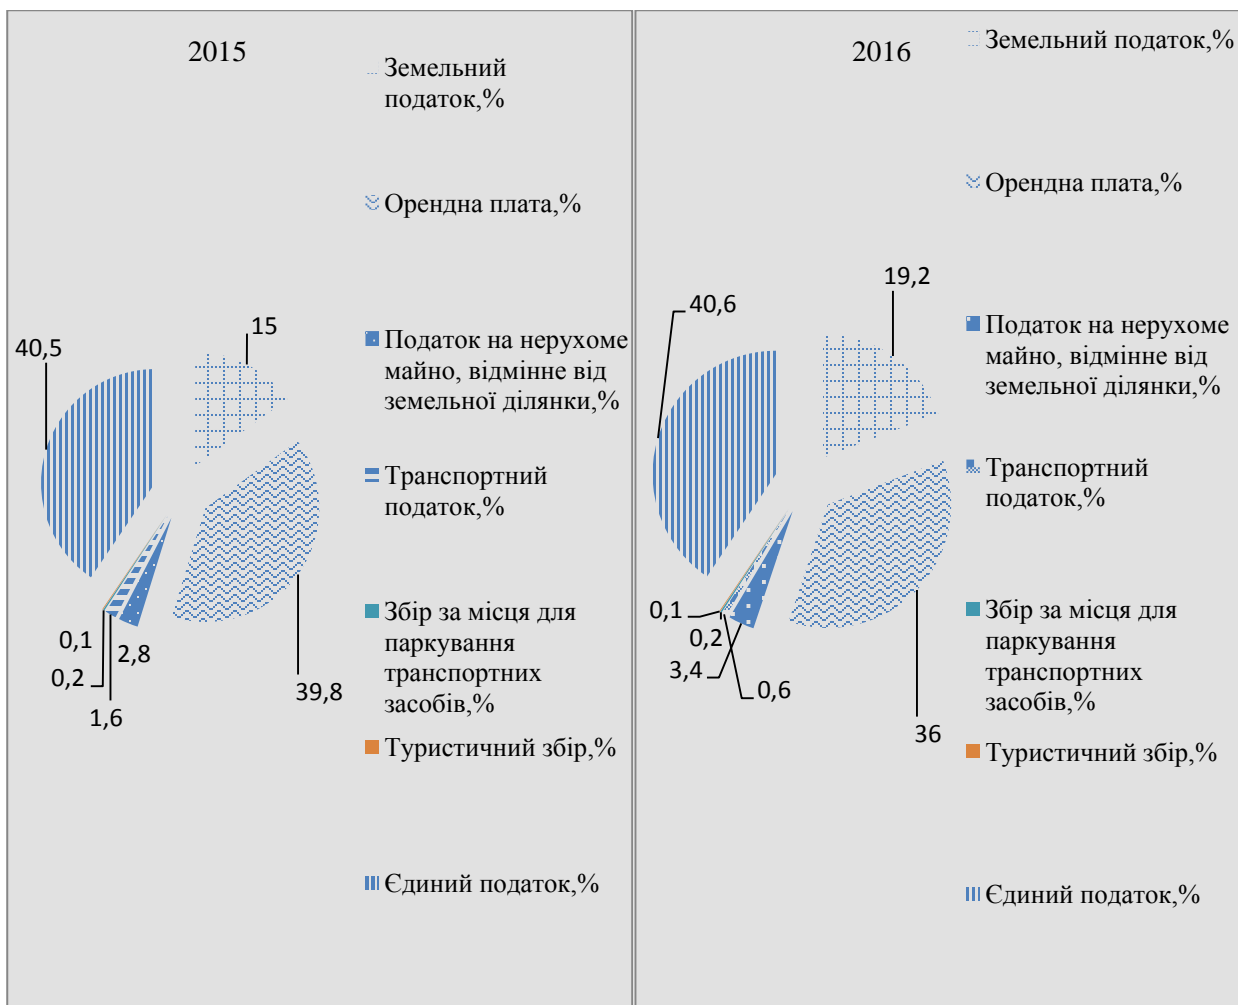 2015
Земельний
податок,%
Орендна плата,%
Податок на нерухоме
майно, відмінне від
земельної ділянки,%
Транспортний
податок,%
Збір за місця для
паркування
транспортних
засобів,%
Туристичний збір,%
Єдиний податок,%
15
40,5
39,8
0,1
2,8
0,2
1,6
2016
Земельний податок,%
Орендна плата,%
Податок на нерухоме
майно, відмінне від
земельної ділянки,%
Транспортний
податок,%
Збір за місця для
паркування
транспортних
засобів,%
Туристичний збір,%
Єдиний податок,%
19,2
40,6
0,1
0,2
3,4
0,6
36